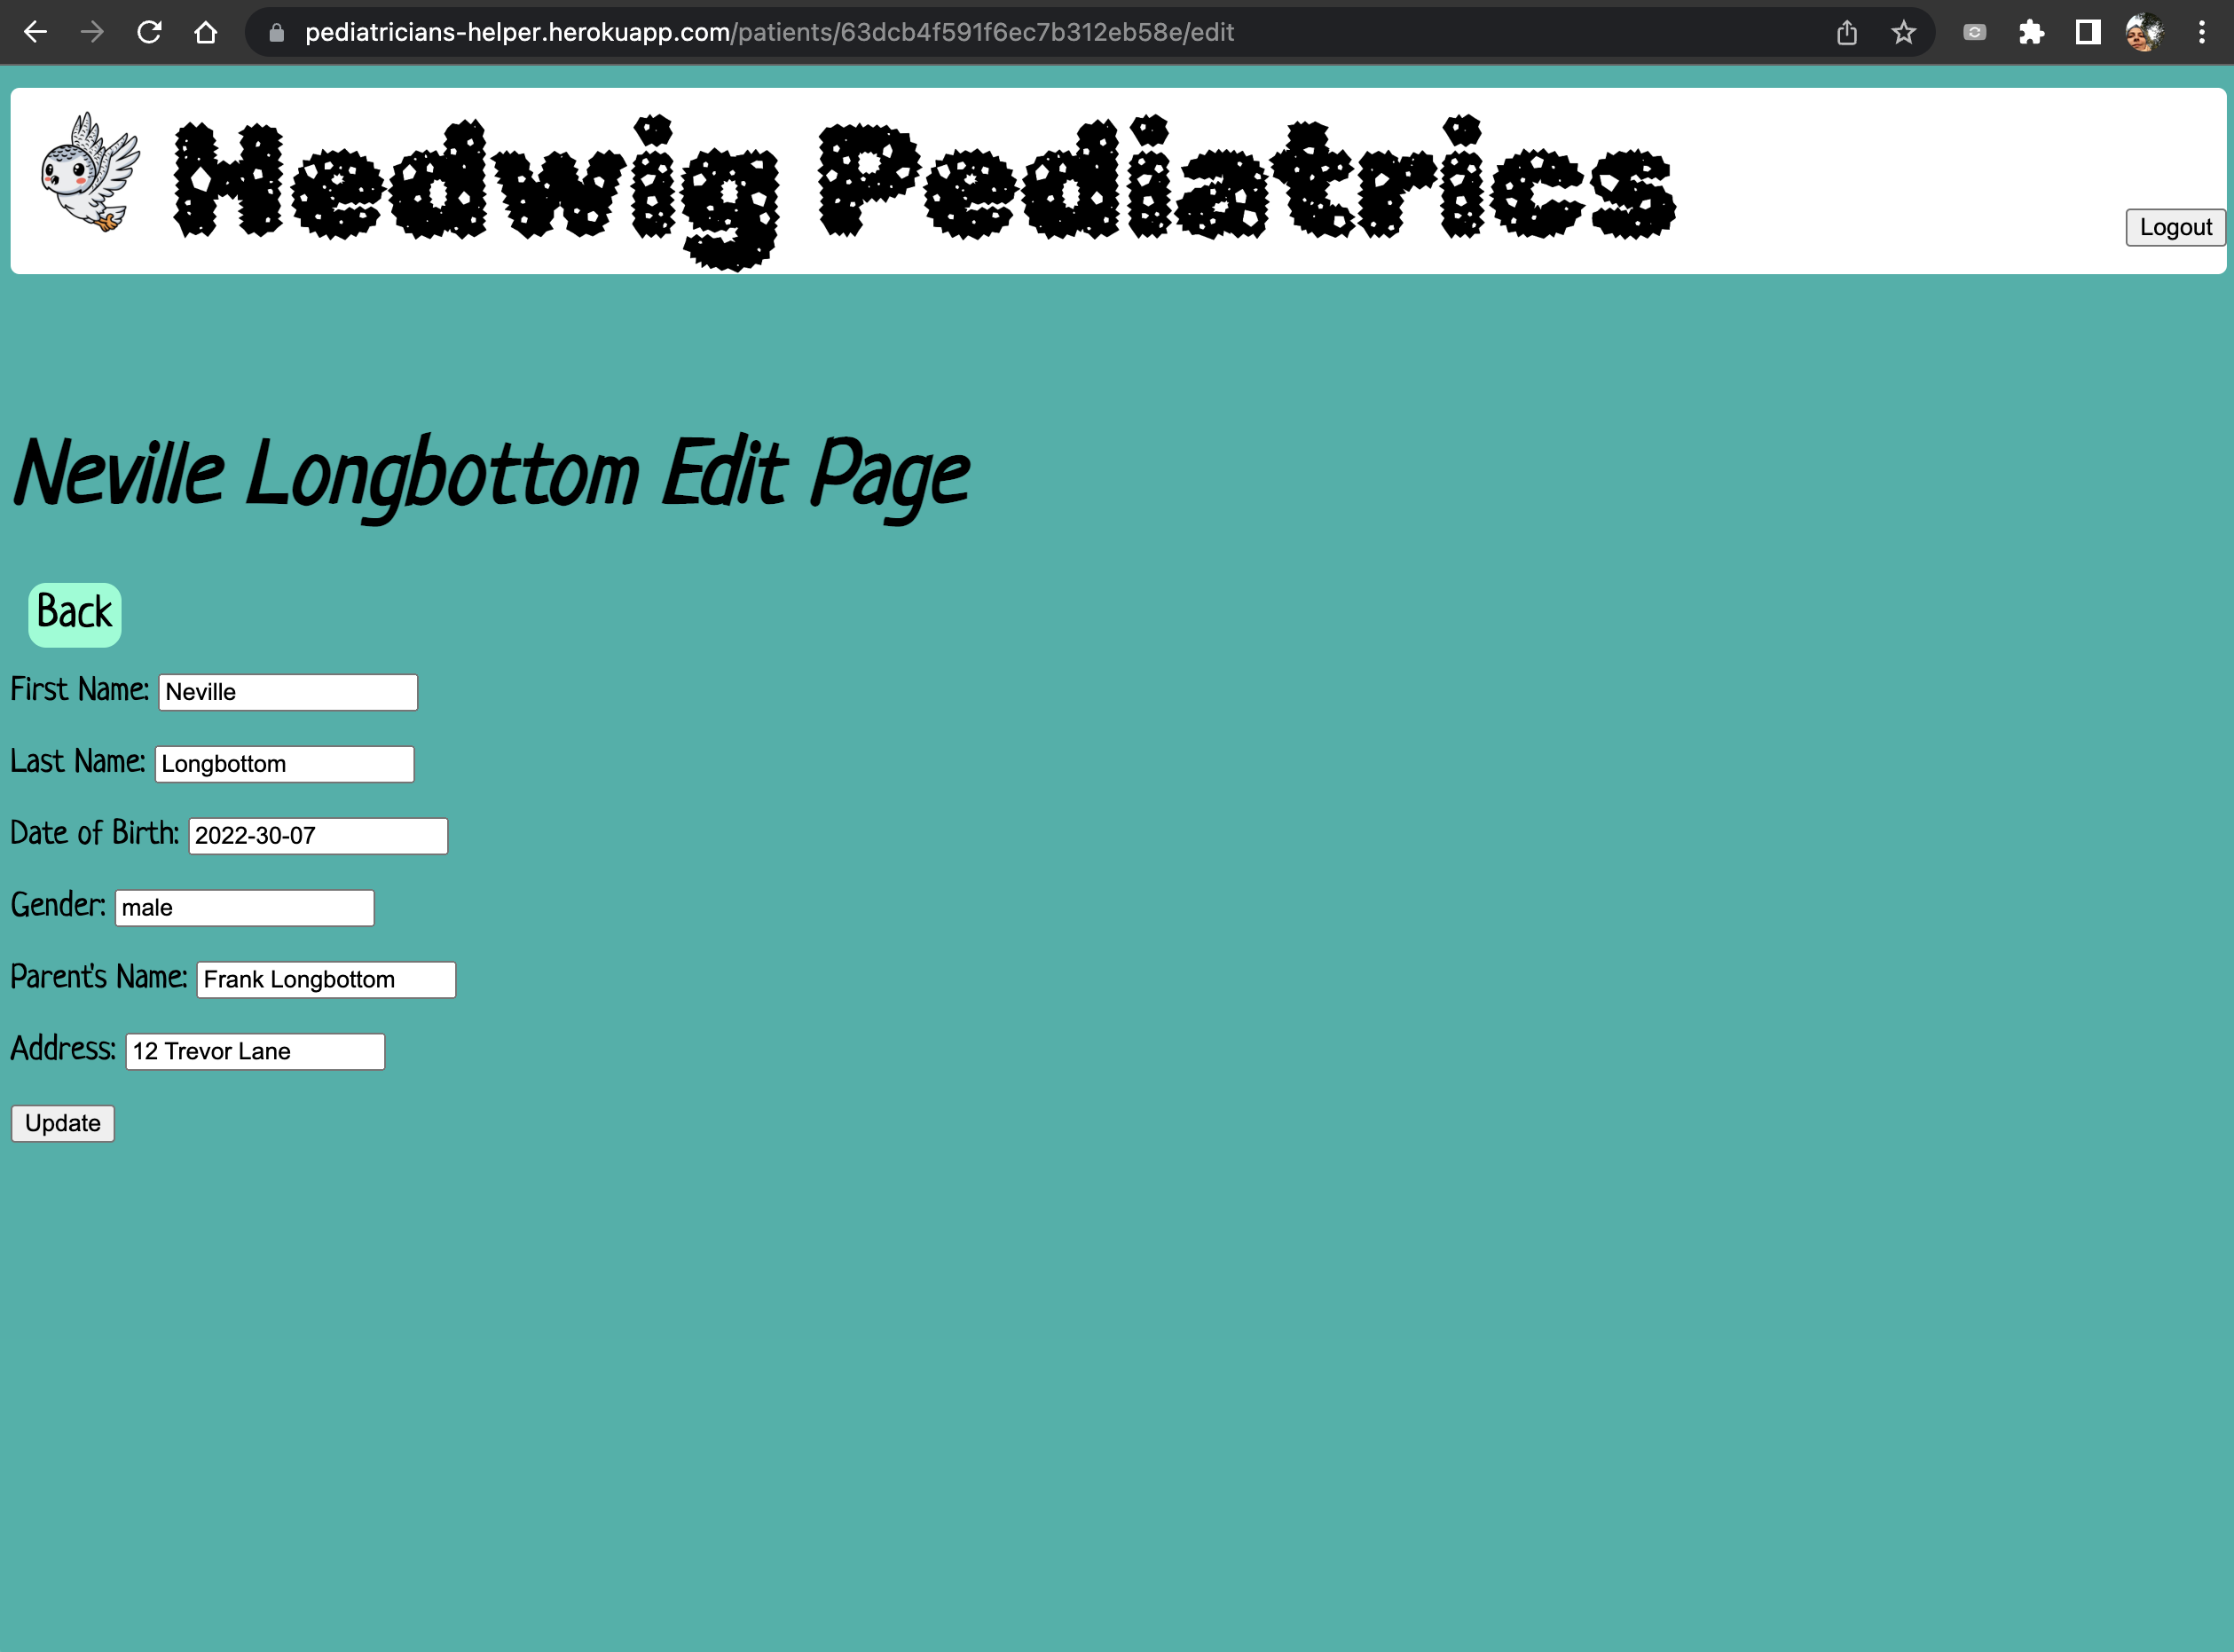 pediatricians-helper.herokuapp.com/patients/63dcb4f591f6ec7b312eb58e/edit
Hedwig Pediatrics
Logout
Neville Longbottom Edit Page
Back
First Name: Neville
Last Name: Longbottom
Date of Birth: 2022-30-07
Gender: male
Parent's Name: Frank Longbottom
Address: 12 Trevor Lane
Update